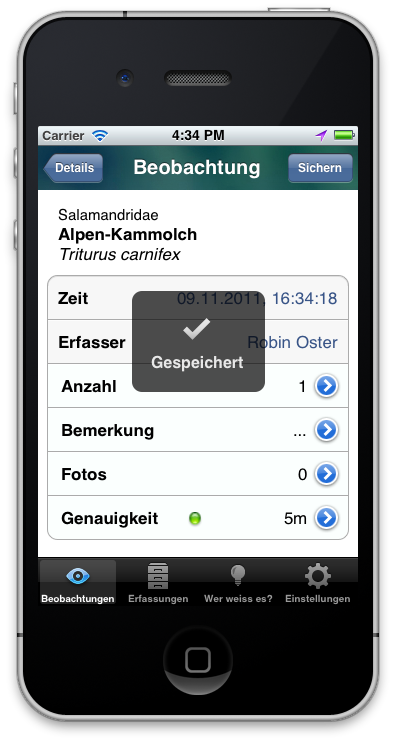 Carrier 4:34 PM
Details Beobachtung Sichern
Salamandridae
Alpen-Kammolch
Triturus carnifex
Zeit 09.11.2011, 16:34:18
Erfasser Robin Oster
Gespeichert
Anzahl 1
Bemerkung ...
Fotos 0
Genauigkeit 5m
Beobachtungen Erfassungen Wer weiss es? Einstellungen